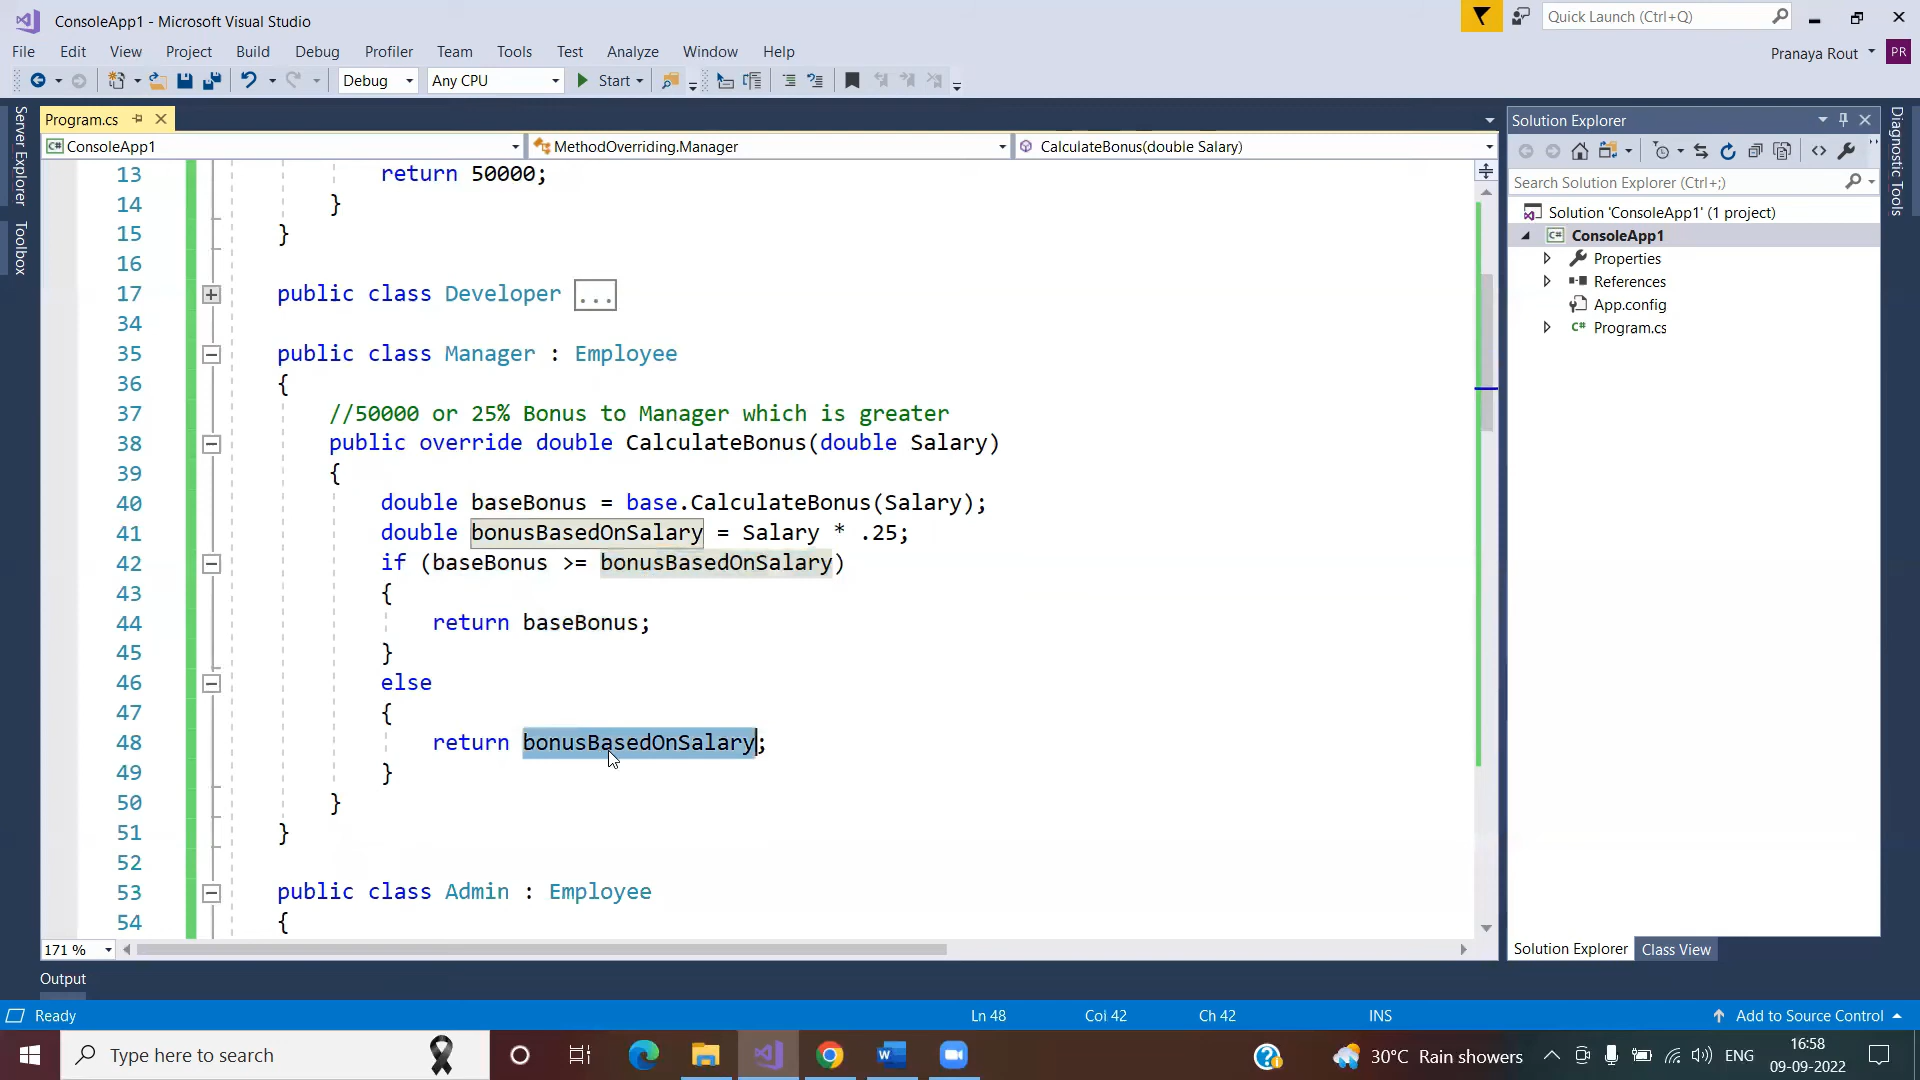 ConsoleApp1 - Microsoft Visual Studio
Quick Launch (Ctrl+Q)
File Edit View Project Build Debug Profiler Team Tools Test Analyze Window Help
Pranaya Rout PR
Debug Any CPU Start
Server Explorer
Toolbox
Program.cs
ConsoleApp1 MethodOverriding.Manager CalculateBonus(double Salary)
13 return 50000;
14 }
15 }
16
17 public class Developer ...
34
35 public class Manager : Employee
36 {
37 //50000 or 25% Bonus to Manager which is greater
38 public override double CalculateBonus(double Salary)
39 {
40 double baseBonus = base.CalculateBonus(Salary);
41 double bonusBasedOnSalary = Salary * .25;
42 if (baseBonus >= bonusBasedOnSalary)
43 {
44 return baseBonus;
45 }
46 else
47 {
48 return bonusBasedOnSalary;
49 }
50 }
51 }
52
53 public class Admin : Employee
54 {
171 %
Solution Explorer
Search Solution Explorer (Ctrl+;)
Solution 'ConsoleApp1' (1 project)
C# ConsoleApp1
Properties
References
App.config
C# Program.cs
Solution Explorer Class View
Diagnostic Tools
Output
Ready Ln 48 Col 42 Ch 42 INS Add to Source Control
Type here to search
30°C Rain showers ENG 16:58
09-09-2022